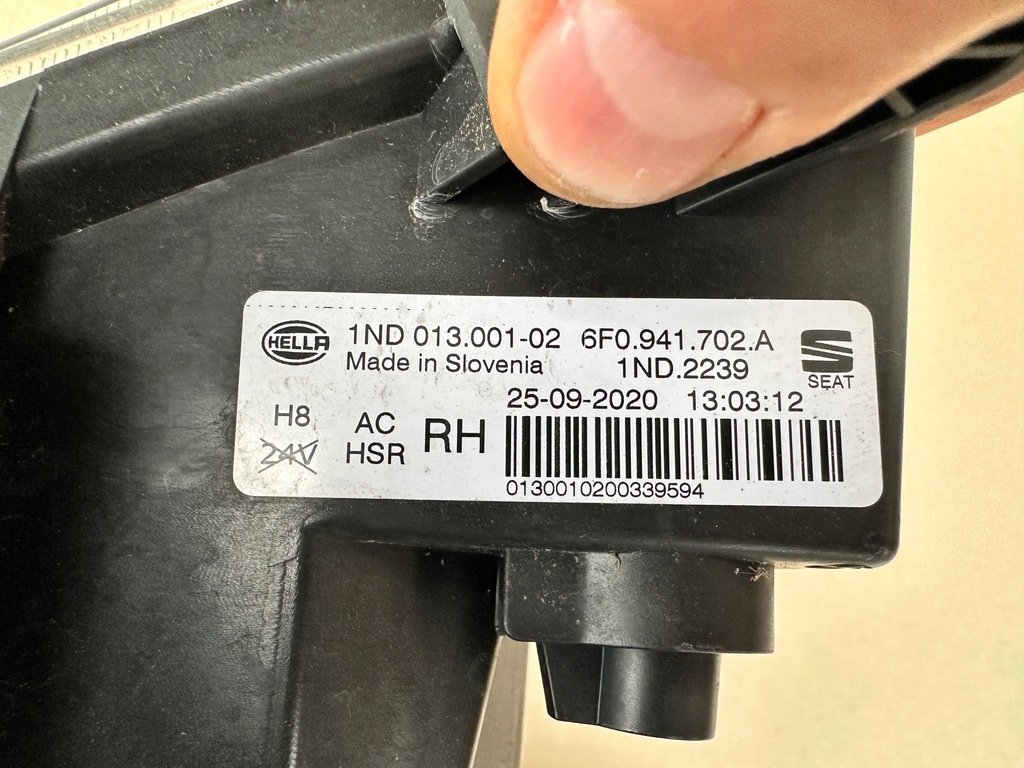 HELLA
1ND 013.001-02 6F0.941.702.A
Made in Slovenia 1ND.2239
SEAT
25-09-2020 13:03:12
H8 AC RH
24V HSR
0130010200339594